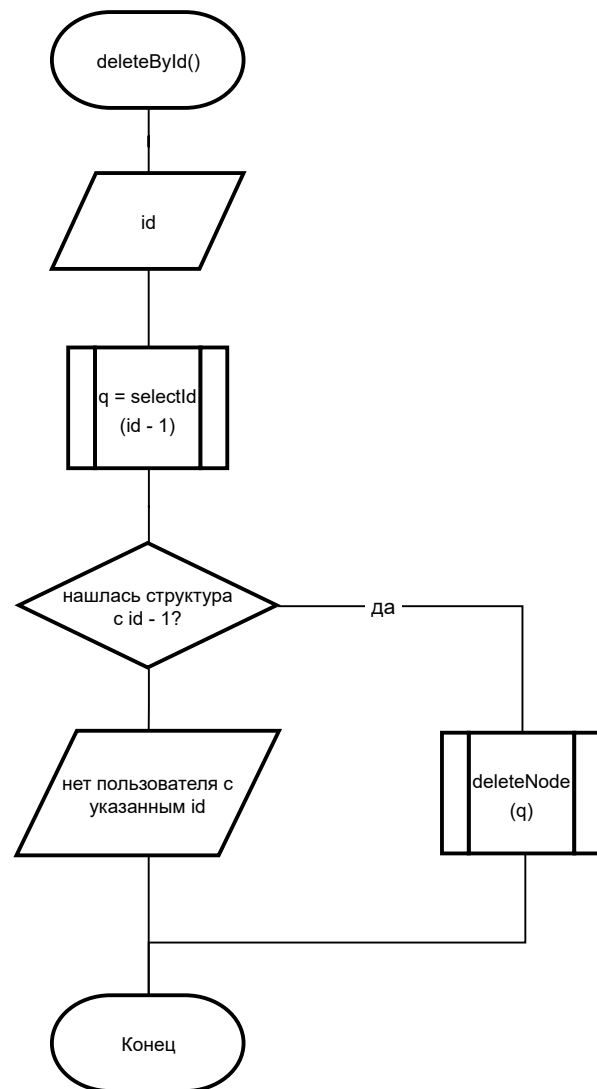 deleteById()
id
q = selectId
(id - 1)
нашлась структура
с id - 1?
да
нет пользователя с
указанным id
deleteNode
(q)
Конец